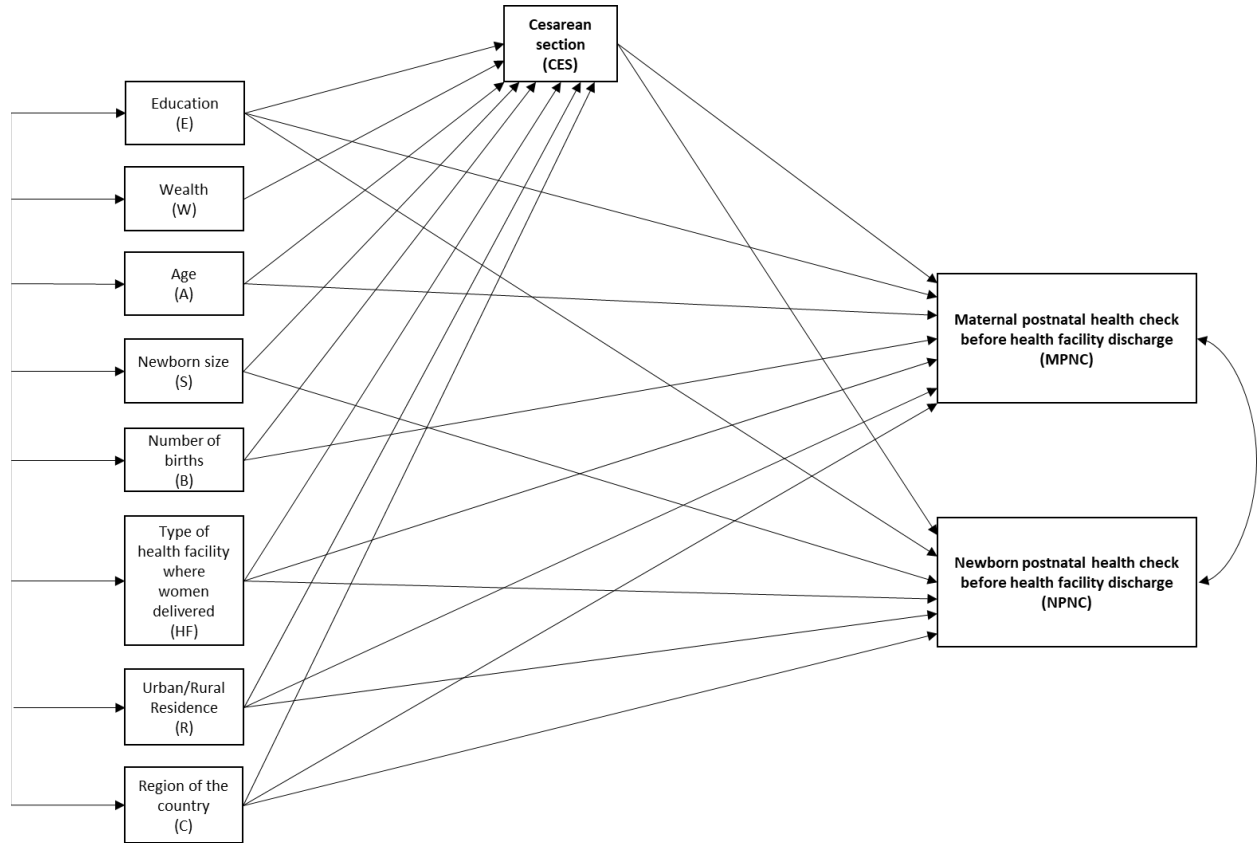 Cesarean
section
(CES)
Education
(E)
Wealth
(W)
Age
(A)
Newborn size
(S)
Number of
births
(B)
Type of
health facility
where
women
delivered
(HF)
Urban/Rural
Residence
(R)
Region of the
country
(C)
Maternal postnatal health check
before health facility discharge
(MPNC)
Newborn postnatal health check
before health facility discharge
(NPNC)